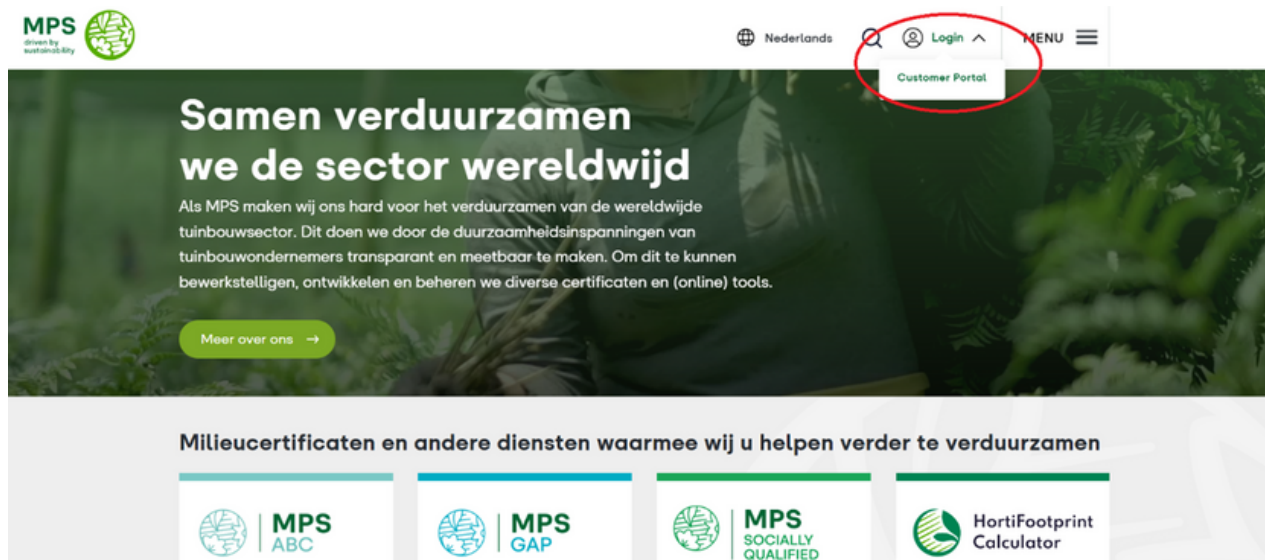 MPS
driven by
sustainability
Nederlands
Login
MENU
Customer Portal
Samen verduurzamen
we de sector wereldwijd
Als MPS maken wij ons hard voor het verduurzamen van de wereldwijde
tuinbouwsector. Dit doen we door de duurzaamheidsinspanningen van
tuinbouwondernemers transparant en meetbaar te maken. Om dit te kunnen
bewerkstelligen, ontwikkelen en beheren we diverse certificaten en (online) tools.
Meer over ons →
Milieucertificaten en andere diensten waarmee wij u helpen verder te verduurzamen
MPS
ABC
MPS
GAP
MPS
SOCIALLY
QUALIFIED
HortiFootprint
Calculator